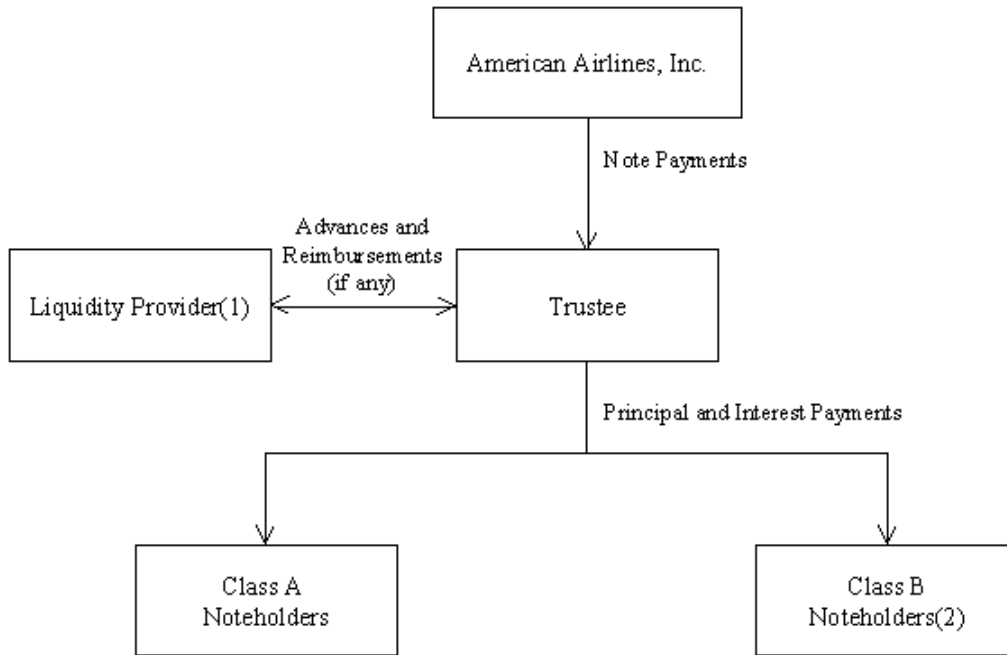 American Airlines, Inc.
Note Payments
Advances and
Reimbursements
(if any)
Liquidity Provider(1)
Trustee
Principal and Interest Payments
Class A
Noteholders
Class B
Noteholders(2)